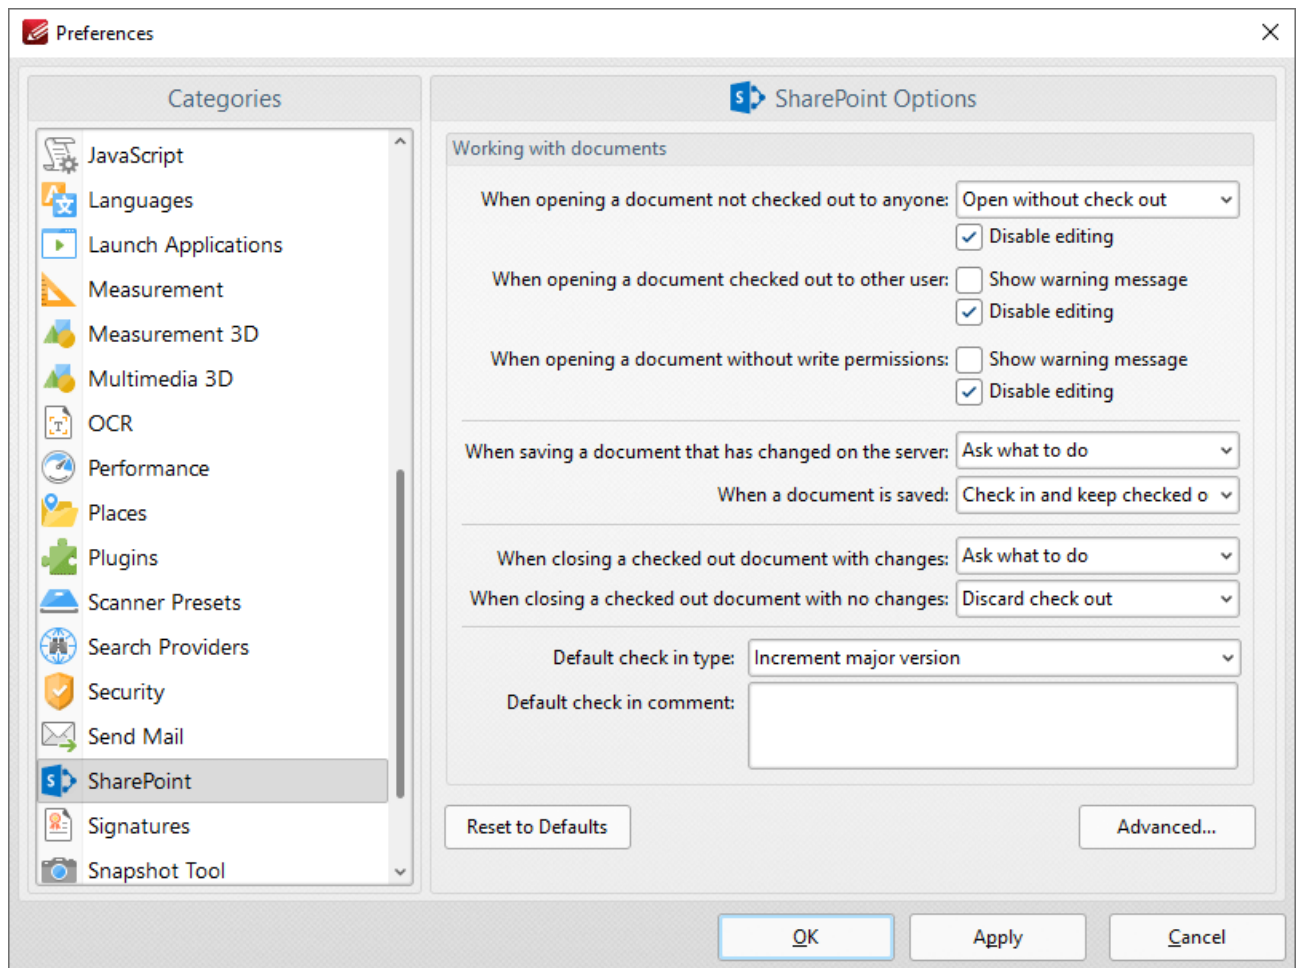 Preferences
Categories
JavaScript
Languages
Launch Applications
Measurement
Measurement 3D
Multimedia 3D
OCR
Performance
Places
Plugins
Scanner Presets
Search Providers
Security
Send Mail
SharePoint
Signatures
Snapshot Tool
SharePoint Options
Working with documents
When opening a document not checked out to anyone: Open without check out
Disable editing
When opening a document checked out to other user: Show warning message
Disable editing
When opening a document without write permissions: Show warning message
Disable editing
When saving a document that has changed on the server: Ask what to do
When a document is saved: Check in and keep checked o
When closing a checked out document with changes: Ask what to do
When closing a checked out document with no changes: Discard check out
Default check in type: Increment major version
Default check in comment:
Reset to Defaults
Advanced...
OK
Apply
Cancel